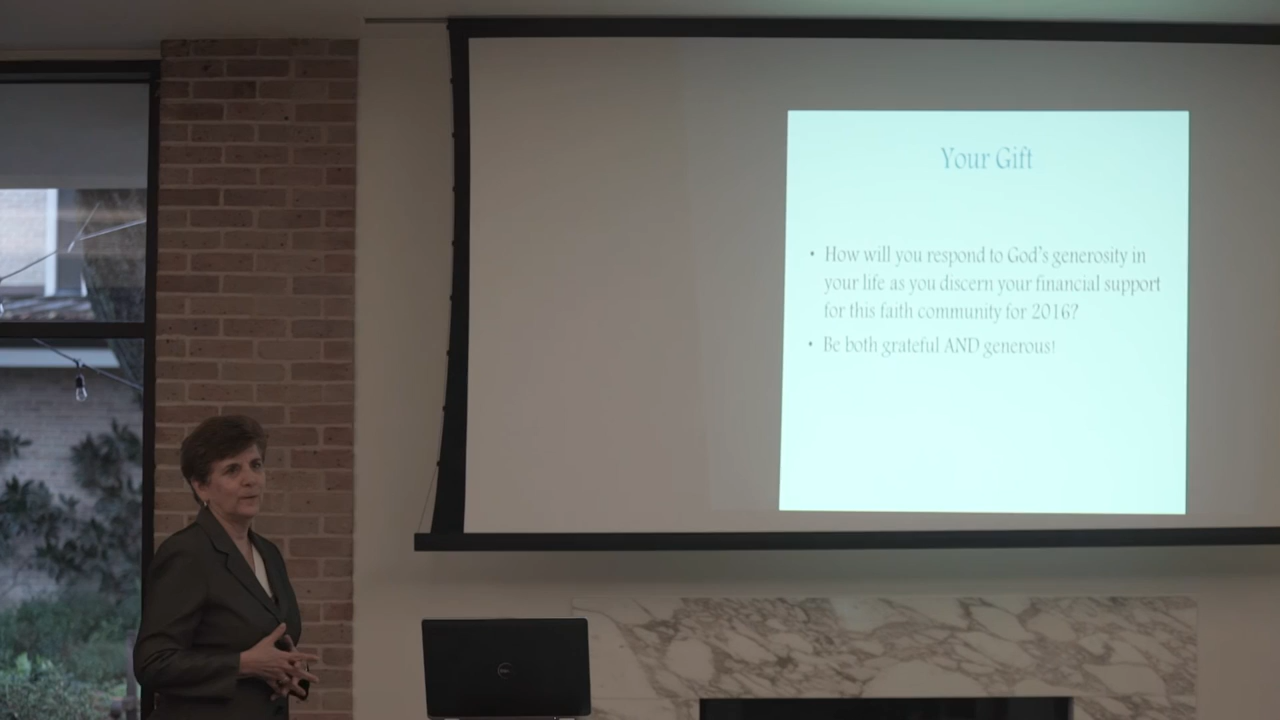 Your Gift
• How will you respond to God's generosity in
your life as you discern your financial support
for this faith community for 2016?
• Be both grateful AND generous!
DELL